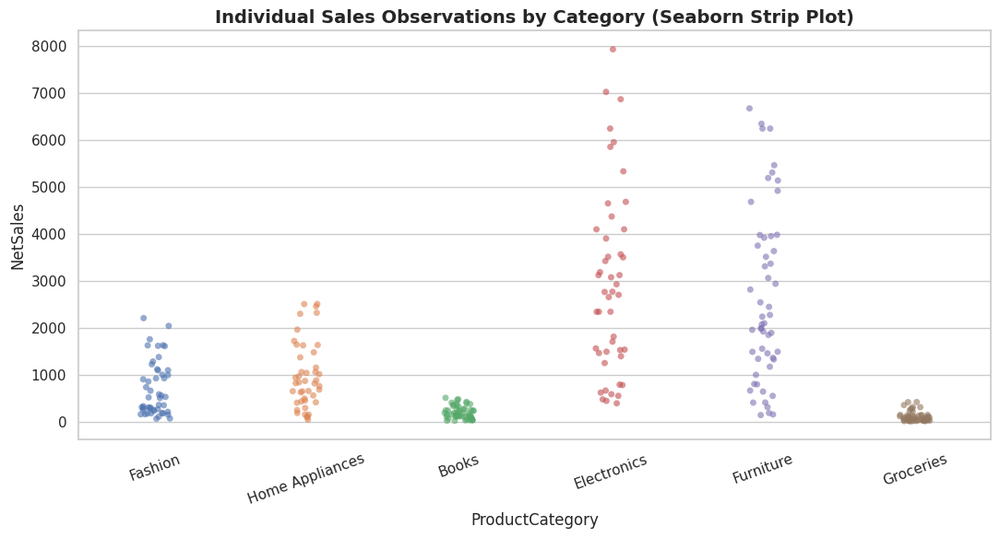 Individual Sales Observations by Category (Seaborn Strip Plot)
8000
7000
6000
5000
4000
3000
2000
1000
0
NetSales
Fashion
Home Appliances
Books
Electronics
Furniture
Groceries
ProductCategory